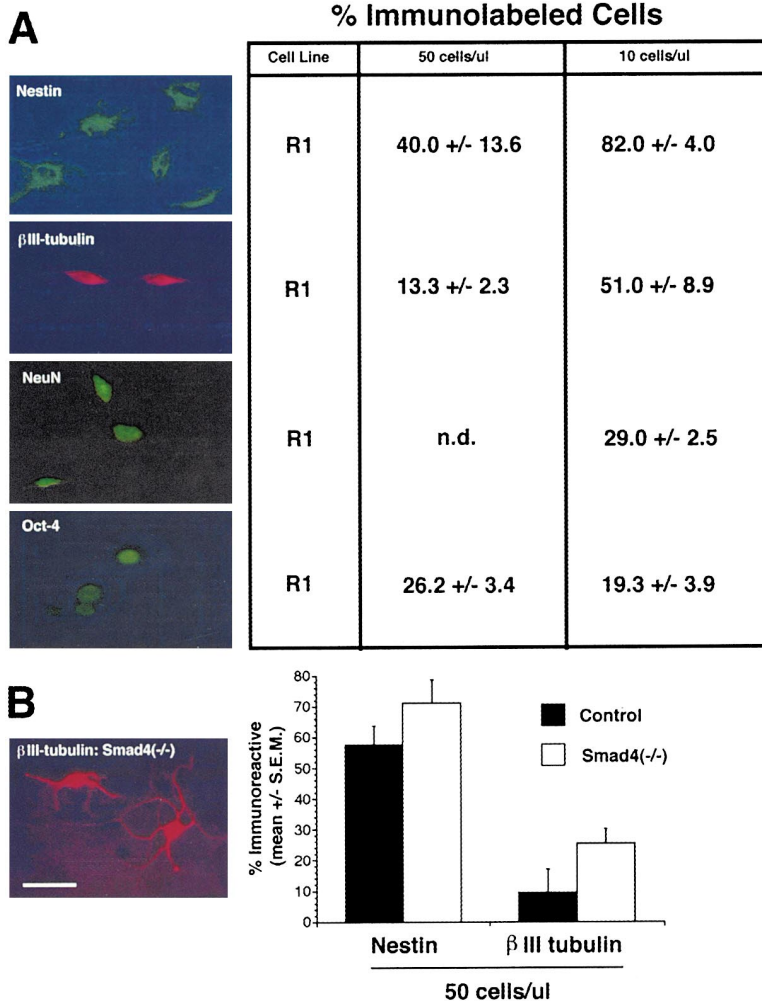 A
% Immunolabeled Cells
Cell Line 50 cells/ul 10 cells/ul
Nestin
R1 40.0 +/- 13.6 82.0 +/- 4.0
βIII-tubulin
R1 13.3 +/- 2.3 51.0 +/- 8.9
NeuN
R1 n.d. 29.0 +/- 2.5
Oct-4
R1 26.2 +/- 3.4 19.3 +/- 3.9
B
βIII-tubulin: Smad4(-/-)
% Immunoreactive
(mean +/- S.E.M.)
80
70
60
50
40
30
20
10
0
Control
Smad4(-/-)
Nestin β III tubulin
50 cells/ul